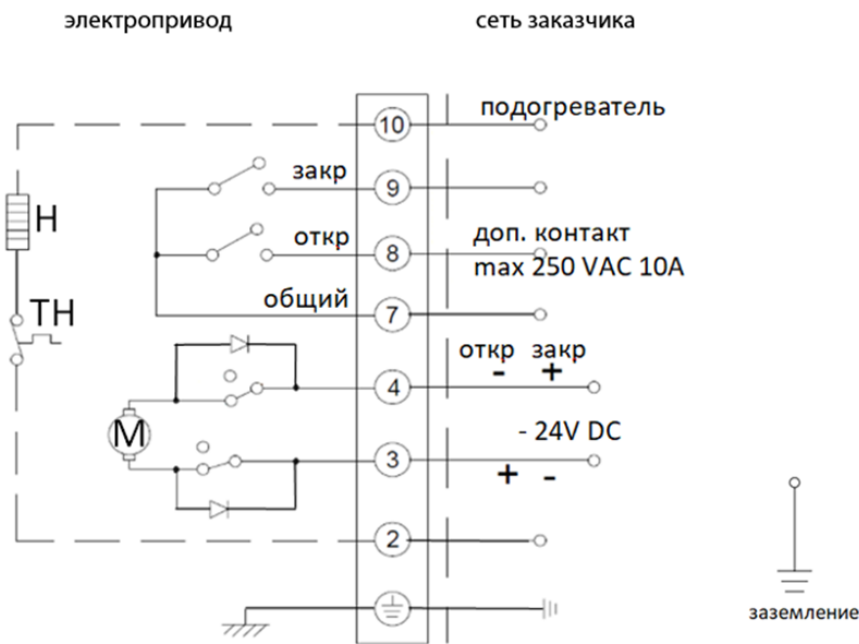 электропривод
сеть заказчика
10
подогреватель
закр
9
H
откр
8
доп. контакт
max 250 VAC 10A
общий
7
TH
откр закр
- +
4
M
- 24V DC
3
+ -
2
заземление